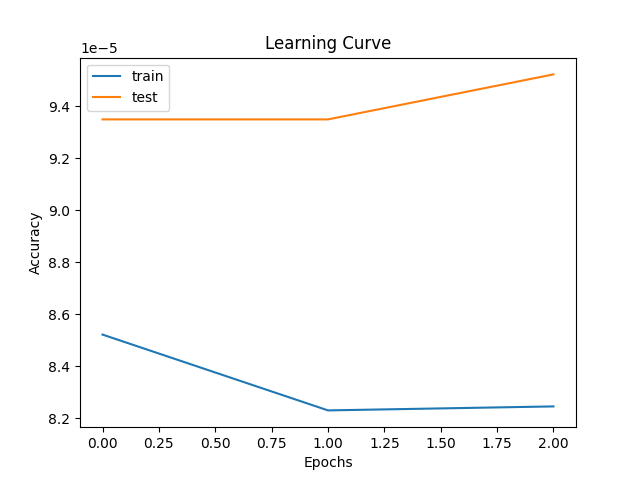 Learning Curve
1e−5
train
test
9.4
9.2
9.0
8.8
8.6
8.4
8.2
Accuracy
0.00 0.25 0.50 0.75 1.00 1.25 1.50 1.75 2.00
Epochs